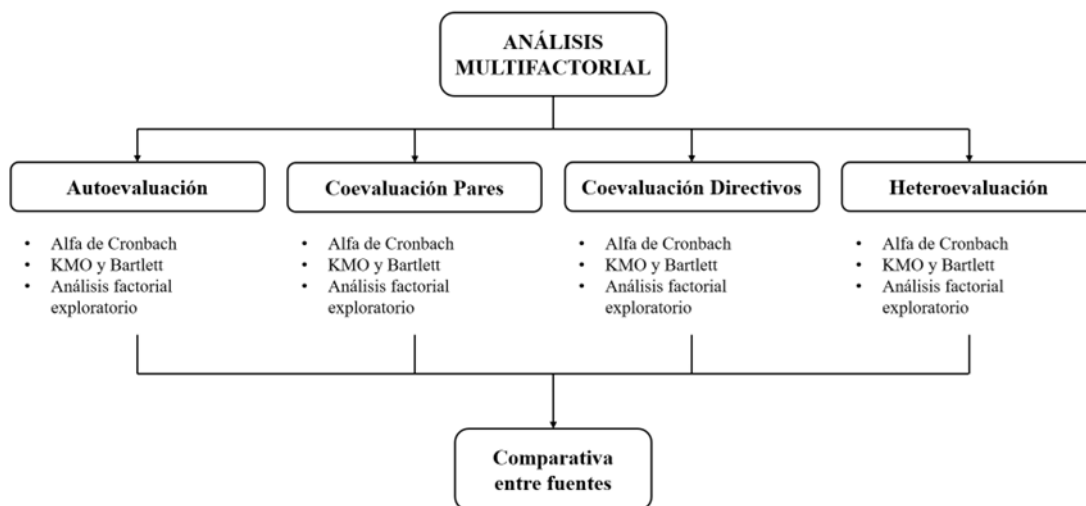 ANÁLISIS
MULTIFACTORIAL
Autoevaluación
Coevaluación Pares
Coevaluación Directivos
Heteroevaluación
• Alfa de Cronbach
• KMO y Bartlett
• Análisis factorial
exploratorio
• Alfa de Cronbach
• KMO y Bartlett
• Análisis factorial
exploratorio
• Alfa de Cronbach
• KMO y Bartlett
• Análisis factorial
exploratorio
• Alfa de Cronbach
• KMO y Bartlett
• Análisis factorial
exploratorio
Comparativa
entre fuentes